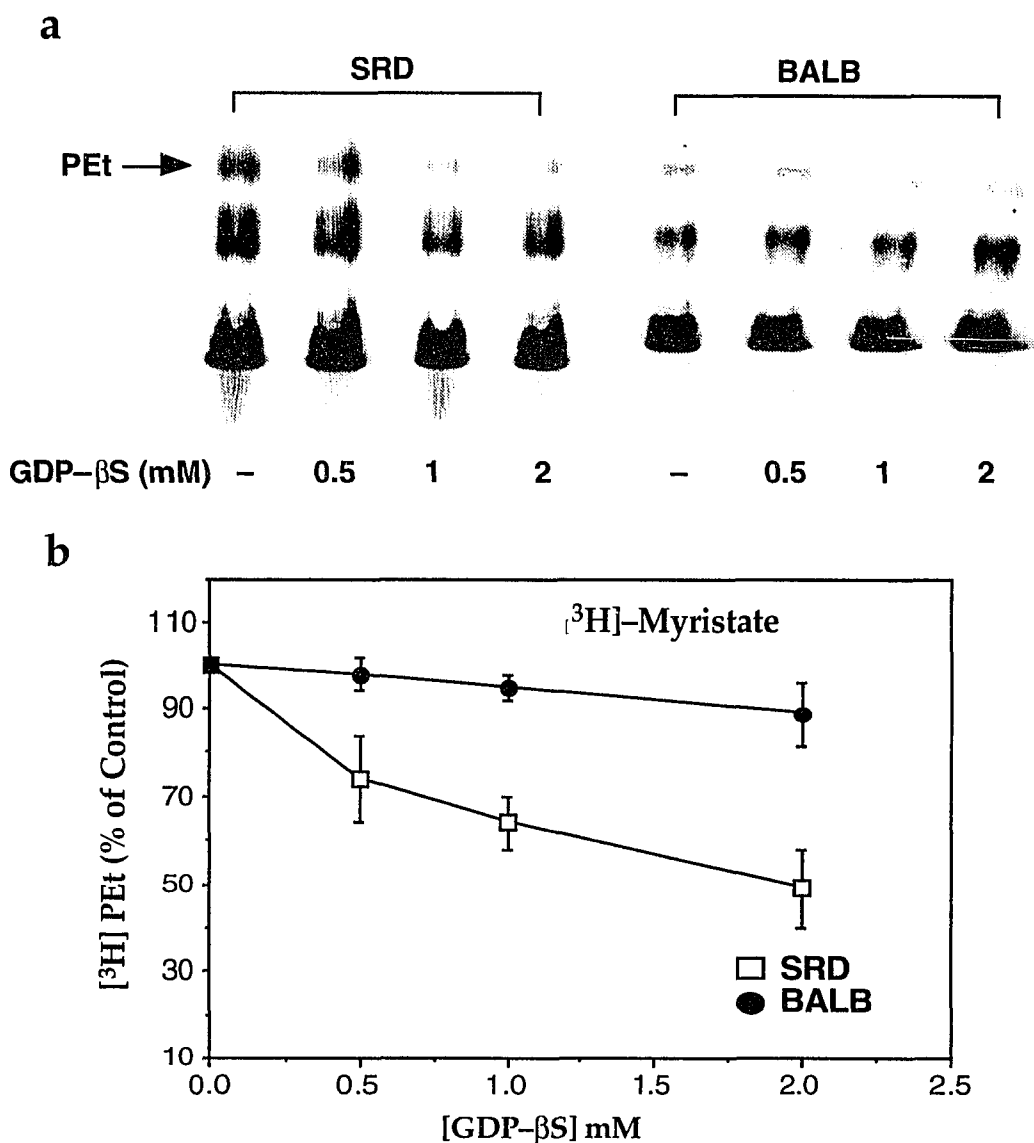 a
SRD BALB
PEt
GDP–βS (mM) – 0.5 1 2 – 0.5 1 2
b
[³H]–Myristate
110
90
70
50
30
10
[³H] PEt (% of Control)
SRD
BALB
0.0 0.5 1.0 1.5 2.0 2.5
[GDP–βS] mM